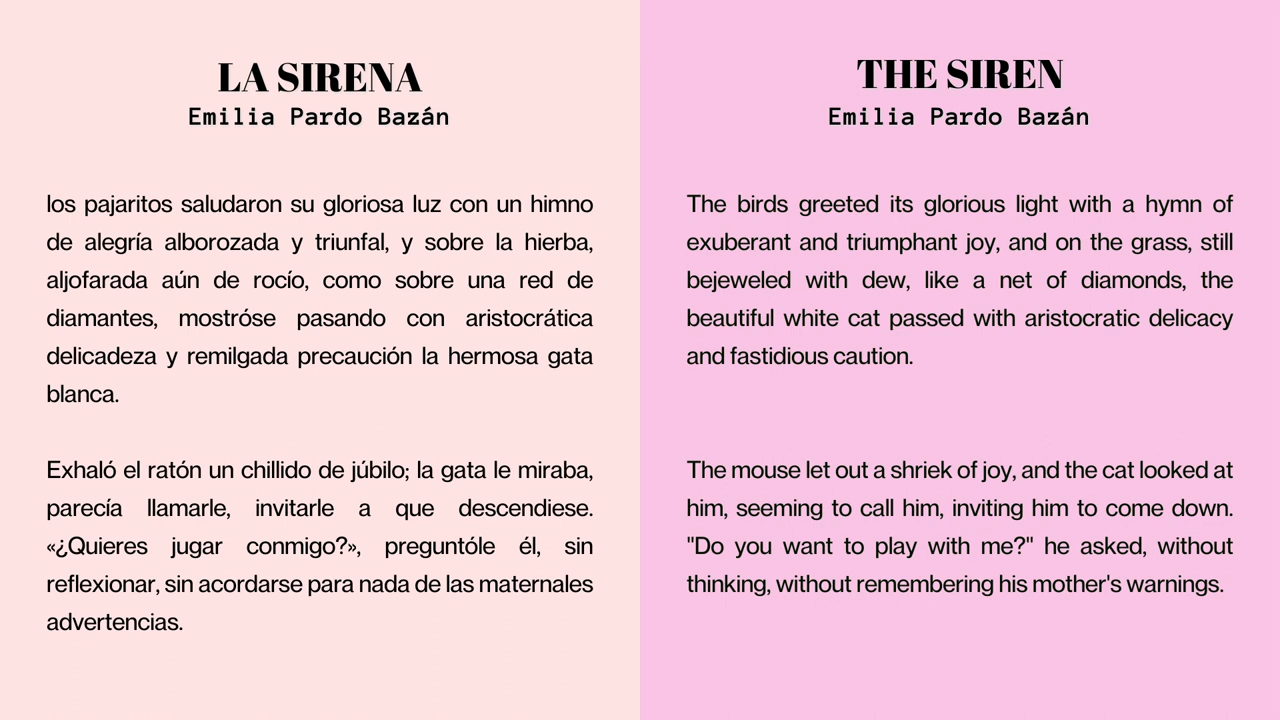 LA SIRENA
Emilia Pardo Bazán
los pajaritos saludaron su gloriosa luz con un himno
de alegría alborozada y triunfal, y sobre la hierba,
aljofarada aún de rocío, como sobre una red de
diamantes, mostróse pasando con aristocrática
delicadeza y remilgada precaución la hermosa gata
blanca.
Exhaló el ratón un chillido de júbilo; la gata le miraba,
parecía llamarle, invitarle a que descendiese.
«¿Quieres jugar conmigo?», preguntóle él, sin
reflexionar, sin acordarse para nada de las maternales
advertencias.
THE SIREN
Emilia Pardo Bazán
The birds greeted its glorious light with a hymn of
exuberant and triumphant joy, and on the grass, still
bejeweled with dew, like a net of diamonds, the
beautiful white cat passed with aristocratic delicacy
and fastidious caution.
The mouse let out a shriek of joy, and the cat looked at
him, seeming to call him, inviting him to come down.
"Do you want to play with me?" he asked, without
thinking, without remembering his mother's warnings.